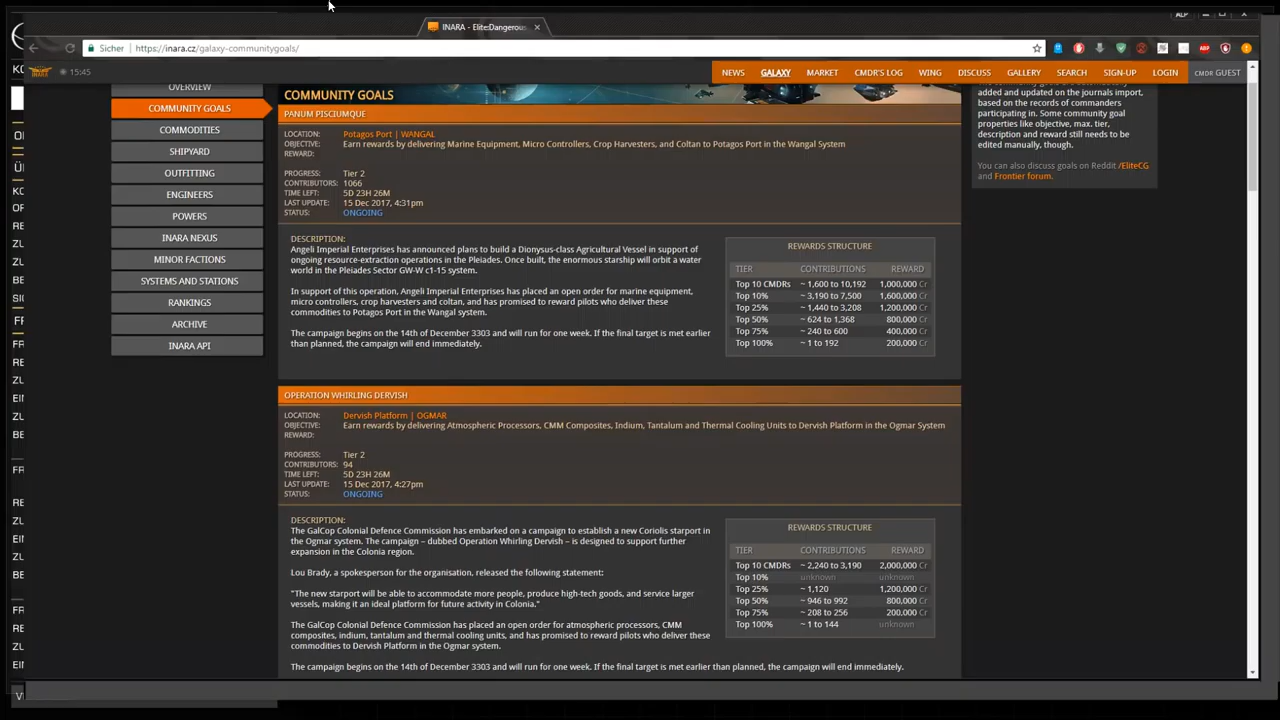 INARA - Elite:Dangerous
Sicher https://inara.cz/galaxy-communitygoals/
ABP
INARA 15:45
NEWS GALAXY MARKET CMDR'S LOG WING DISCUSS GALLERY SEARCH SIGN-UP LOGIN CMDR GUEST
OVERVIEW
COMMUNITY GOALS
COMMODITIES
SHIPYARD
OUTFITTING
ENGINEERS
POWERS
INARA NEXUS
MINOR FACTIONS
SYSTEMS AND STATIONS
RANKINGS
ARCHIVE
INARA API
COMMUNITY GOALS
PANUM PISCIUMQUE
LOCATION: Potagos Port | WANGAL
OBJECTIVE: Earn rewards by delivering Marine Equipment, Micro Controllers, Crop Harvesters, and Coltan to Potagos Port in the Wangal System
REWARD:
PROGRESS: Tier 2
CONTRIBUTORS: 1066
TIME LEFT: 5D 23H 26M
LAST UPDATE: 15 Dec 2017, 4:31pm
STATUS: ONGOING
DESCRIPTION:
Angeli Imperial Enterprises has announced plans to build a Dionysus-class Agricultural Vessel in support of
ongoing resource-extraction operations in the Pleiades. Once built, the enormous starship will orbit a water
world in the Pleiades Sector GW-W c1-15 system.
In support of this operation, Angeli Imperial Enterprises has placed an open order for marine equipment,
micro controllers, crop harvesters and coltan, and has promised to reward pilots who deliver these
commodities to Potagos Port in the Wangal system.
The campaign begins on the 14th of December 3303 and will run for one week. If the final target is met earlier
than planned, the campaign will end immediately.
REWARDS STRUCTURE
TIER CONTRIBUTIONS REWARD
Top 10 CMDRs ~ 1,600 to 10,192 1,000,000 Cr
Top 10% ~ 3,190 to 7,500 1,600,000 Cr
Top 25% ~ 1,440 to 3,208 1,200,000 Cr
Top 50% ~ 624 to 1,368 800,000 Cr
Top 75% ~ 240 to 600 400,000 Cr
Top 100% ~ 1 to 192 200,000 Cr
OPERATION WHIRLING DERVISH
LOCATION: Dervish Platform | OGMAR
OBJECTIVE: Earn rewards by delivering Atmospheric Processors, CMM Composites, Indium, Tantalum and Thermal Cooling Units to Dervish Platform in the Ogmar System
REWARD:
PROGRESS: Tier 2
CONTRIBUTORS: 94
TIME LEFT: 5D 23H 26M
LAST UPDATE: 15 Dec 2017, 4:27pm
STATUS: ONGOING
DESCRIPTION:
The GalCop Colonial Defence Commission has embarked on a campaign to establish a new Coriolis starport in
the Ogmar system. The campaign – dubbed Operation Whirling Dervish – is designed to support further
expansion in the Colonia region.
Lou Brady, a spokesperson for the organisation, released the following statement:
"The new starport will be able to accommodate more people, produce high-tech goods, and service larger
vessels, making it an ideal platform for future activity in Colonia."
The GalCop Colonial Defence Commission has placed an open order for atmospheric processors, CMM
composites, indium, tantalum and thermal cooling units, and has promised to reward pilots who deliver these
commodities to Dervish Platform in the Ogmar system.
The campaign begins on the 14th of December 3303 and will run for one week. If the final target is met earlier than planned, the campaign will end immediately.
REWARDS STRUCTURE
TIER CONTRIBUTIONS REWARD
Top 10 CMDRs ~ 2,240 to 3,190 2,000,000 Cr
Top 10% unknown unknown
Top 25% ~ 1,120 1,200,000 Cr
Top 50% ~ 946 to 992 800,000 Cr
Top 75% ~ 208 to 256 200,000 Cr
Top 100% ~ 1 to 144 unknown
added and updated on the journals import,
based on the records of commanders
participating in. Some community goal
properties like objective, max. tier,
description and reward still needs to be
edited manually, though.
You can also discuss goals on Reddit /EliteCG
and Frontier forum.